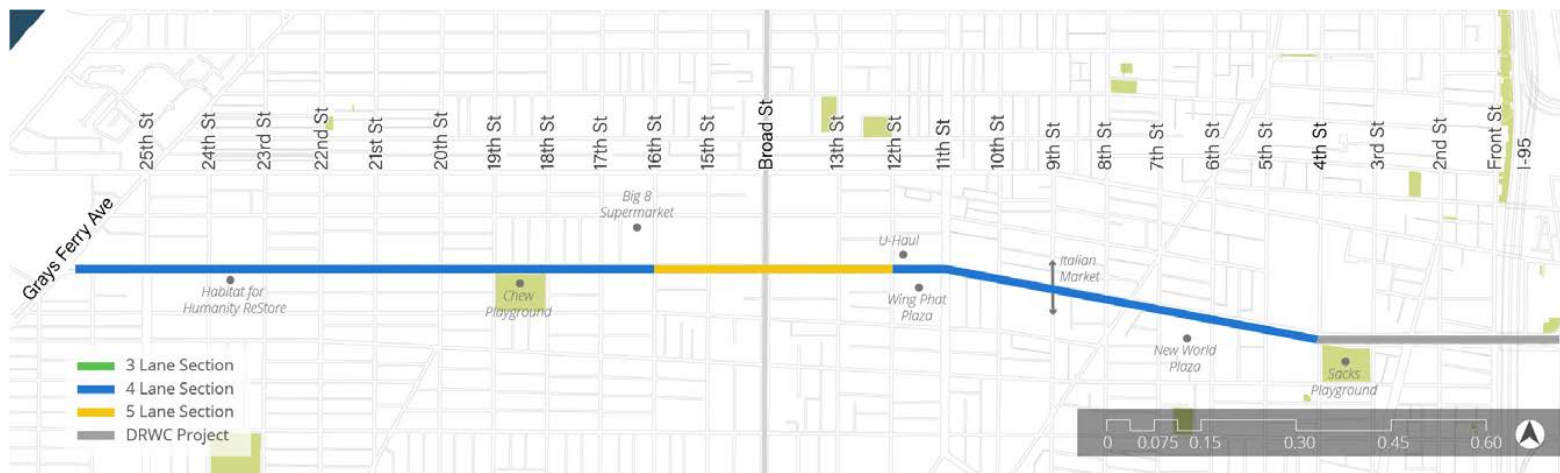 25th St
24th St
23rd St
22nd St
21st St
20th St
19th St
18th St
17th St
16th St
15th St
Broad St
13th St
12th St
11th St
10th St
9th St
8th St
7th St
6th St
5th St
4th St
3rd St
2nd St
Front St
I-95
Grays Ferry Ave
Big 8
Supermarket
U-Haul
Italian
Market
Habitat for
Humanity ReStore
Chew
Playground
Wing Phat
Plaza
New World
Plaza
Sacks
Playground
3 Lane Section
4 Lane Section
5 Lane Section
DRWC Project
0 0.075 0.15 0.30 0.45 0.60